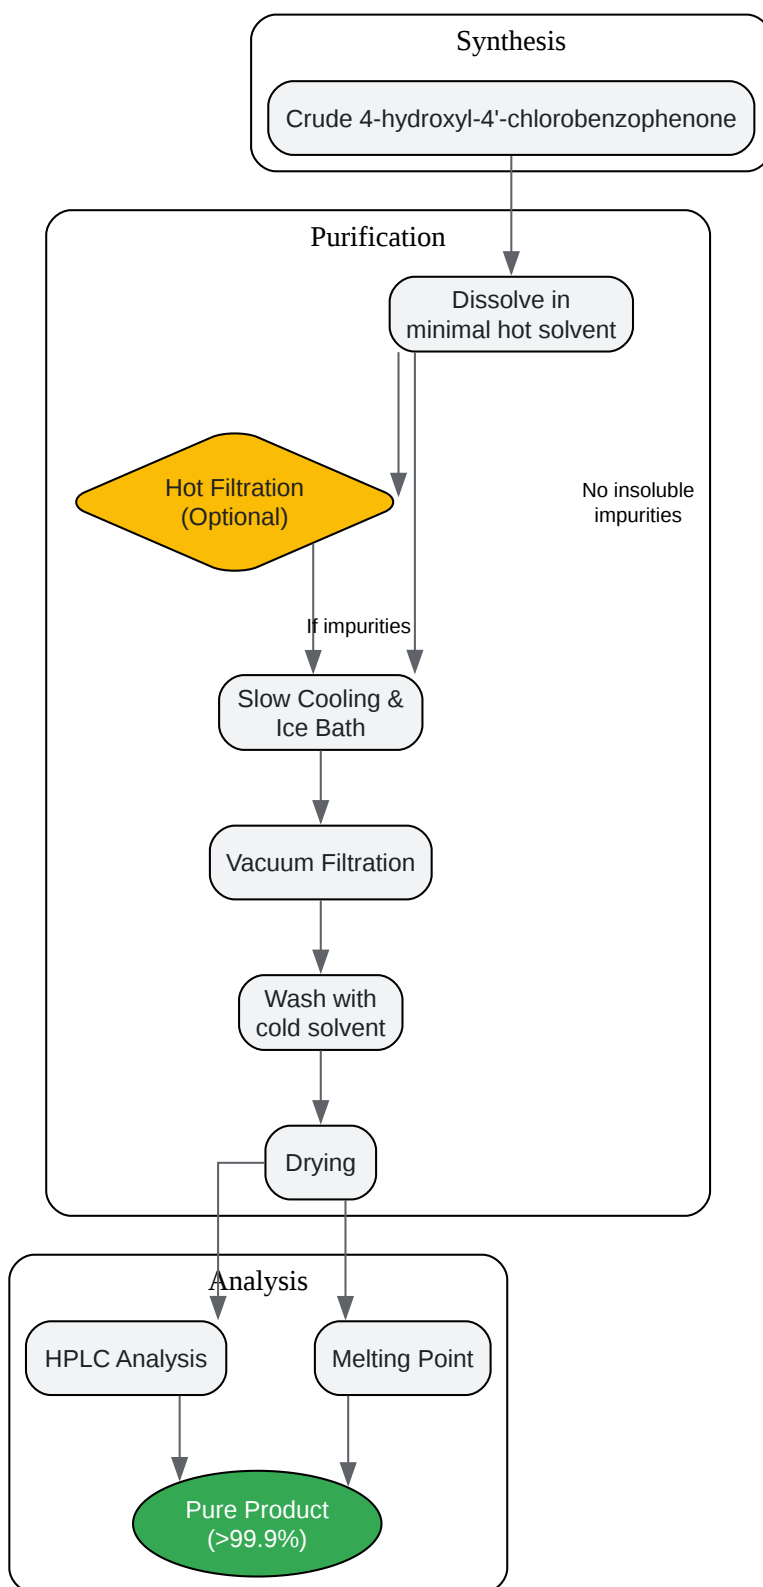 Synthesis
Crude 4-hydroxyl-4'-chlorobenzophenone
Purification
Dissolve in
minimal hot solvent
Hot Filtration
(Optional)
No insoluble
impurities
If impurities
Slow Cooling &
Ice Bath
Vacuum Filtration
Wash with
cold solvent
Drying
Analysis
HPLC Analysis
Melting Point
Pure Product
(>99.9%)